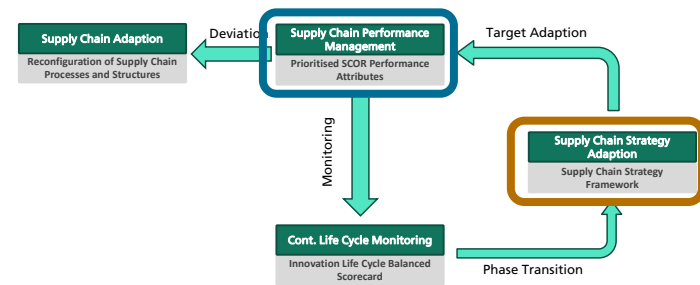 Supply Chain Adaption
Reconfiguration of Supply Chain
Processes and Structures
Deviation
Supply Chain Performance
Management
Prioritised SCOR Performance
Attributes
Target Adaption
Monitoring
Supply Chain Strategy
Adaption
Supply Chain Strategy
Framework
Cont. Life Cycle Monitoring
Innovation Life Cycle Balanced
Scorecard
Phase Transition